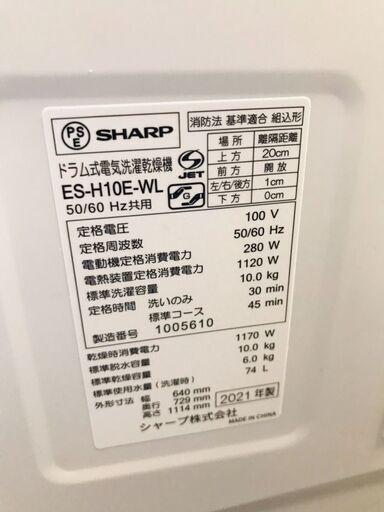 PS
E
SHARP
消防法 基準適合 組込形
ドラム式電気洗濯乾燥機
JET
場所 離隔距離
上方 20cm
前方 開放
左/右/後方 1cm
下方 0cm
ES-H10E-WL
50/60 Hz共用
G
定格電圧 100 V
定格周波数 50/60 Hz
電動機定格消費電力 280 W
電熱装置定格消費電力 1120 W
標準洗濯容量 10.0 kg
定格時間 洗いのみ 30 min
標準コース 45 min
製造番号 1005610
乾燥時消費電力 1170 W
標準脱水容量 10.0 kg
標準乾燥容量 6.0 kg
標準使用水量 (洗濯時) 74 L
外形寸法 幅 640 mm
奥行 729 mm
高さ 1114 mm
2021 年製
シャープ株式会社
MADE IN CHINA